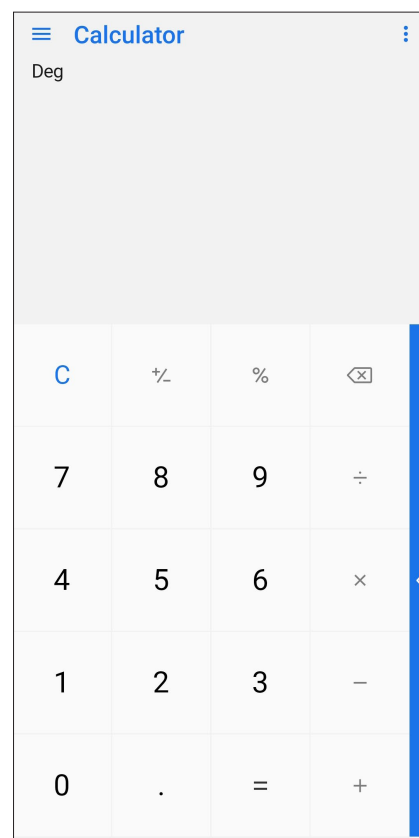 Calculator
Deg
C +/- %
7 8 9 ÷
4 5 6 ×
1 2 3 −
0 . = +